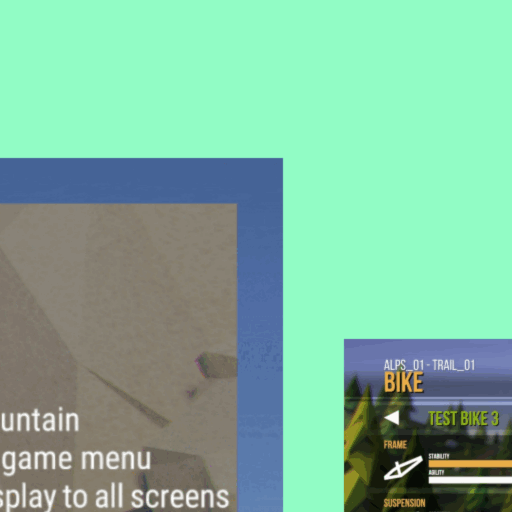 untain
game menu
splay to all screens
ALPS_01 - TRAIL_01
BIKE
TEST BIKE 3
FRAME
STABILITY
AGILITY
SUSPENSION